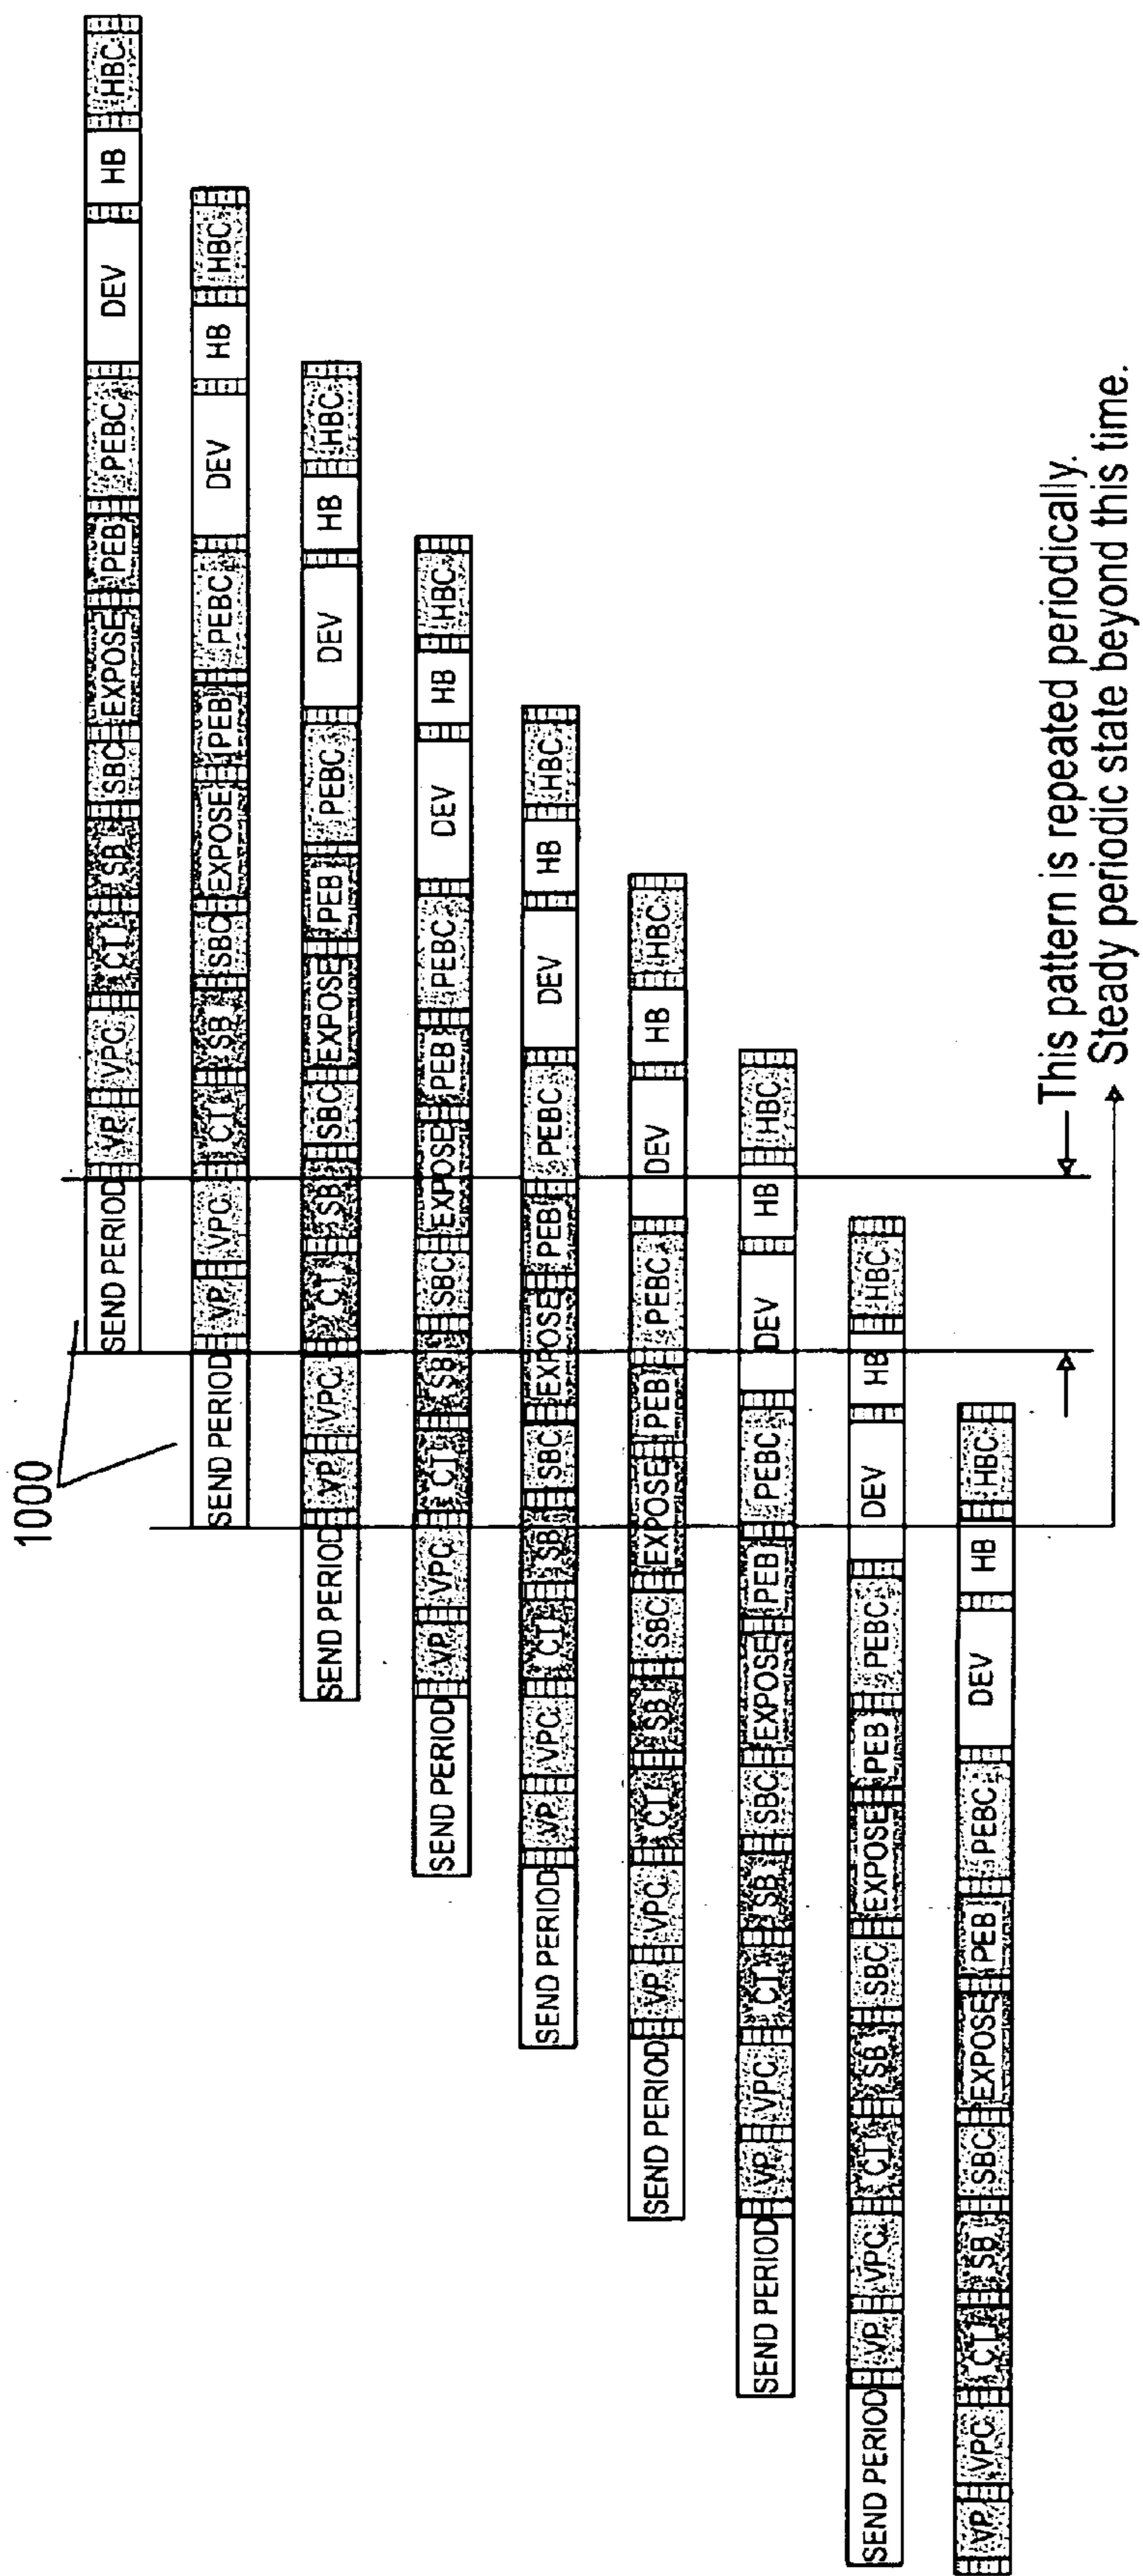 1000
SEND PERIOD VP VPC CT SB SBC EXPOSE PEB PEBC DEV HB HBC
SEND PERIOD VP VPC CT SB SBC EXPOSE PEB PEBC DEV HB HBC
SEND PERIOD VP VPC CT SB SBC EXPOSE PEB PEBC DEV HB HBC
SEND PERIOD VP VPC CT SB SBC EXPOSE PEB PEBC DEV HB HBC
SEND PERIOD VP VPC CT SB SBC EXPOSE PEB PEBC DEV HB HBC
SEND PERIOD VP VPC CT SB SBC EXPOSE PEB PEBC DEV HB HBC
SEND PERIOD VP VPC CT SB SBC EXPOSE PEB PEBC DEV HB HBC
SEND PERIOD VP VPC CT SB SBC EXPOSE PEB PEBC DEV HB HBC
VP VPC CT SB SBC EXPOSE PEB PEBC DEV HB HBC
This pattern is repeated periodically.
Steady periodic state beyond this time.